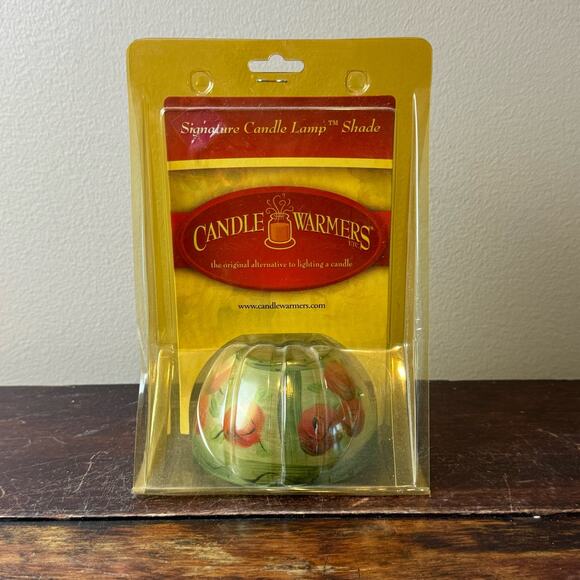 Signature Candle Lamp™ Shade
CANDLE WARMERS®
ETC.
the original alternative to lighting a candle
www.candlewarmers.com